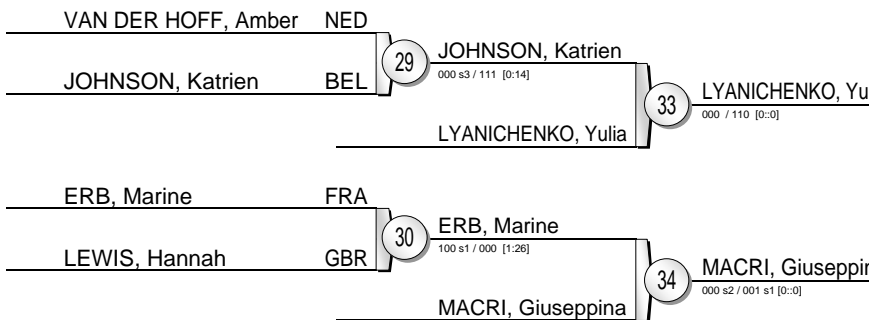 VAN DER HOFF, Amber NED
JOHNSON, Katrien BEL
29
JOHNSON, Katrien
000 s3 / 111 [0:14]
LYANICHENKO, Yulia
33
LYANICHENKO, Yu
000 / 110 [0::0]
ERB, Marine FRA
LEWIS, Hannah GBR
30
ERB, Marine
100 s1 / 000 [1:26]
MACRI, Giuseppina
34
MACRI, Giuseppin
000 s2 / 001 s1 [0::0]